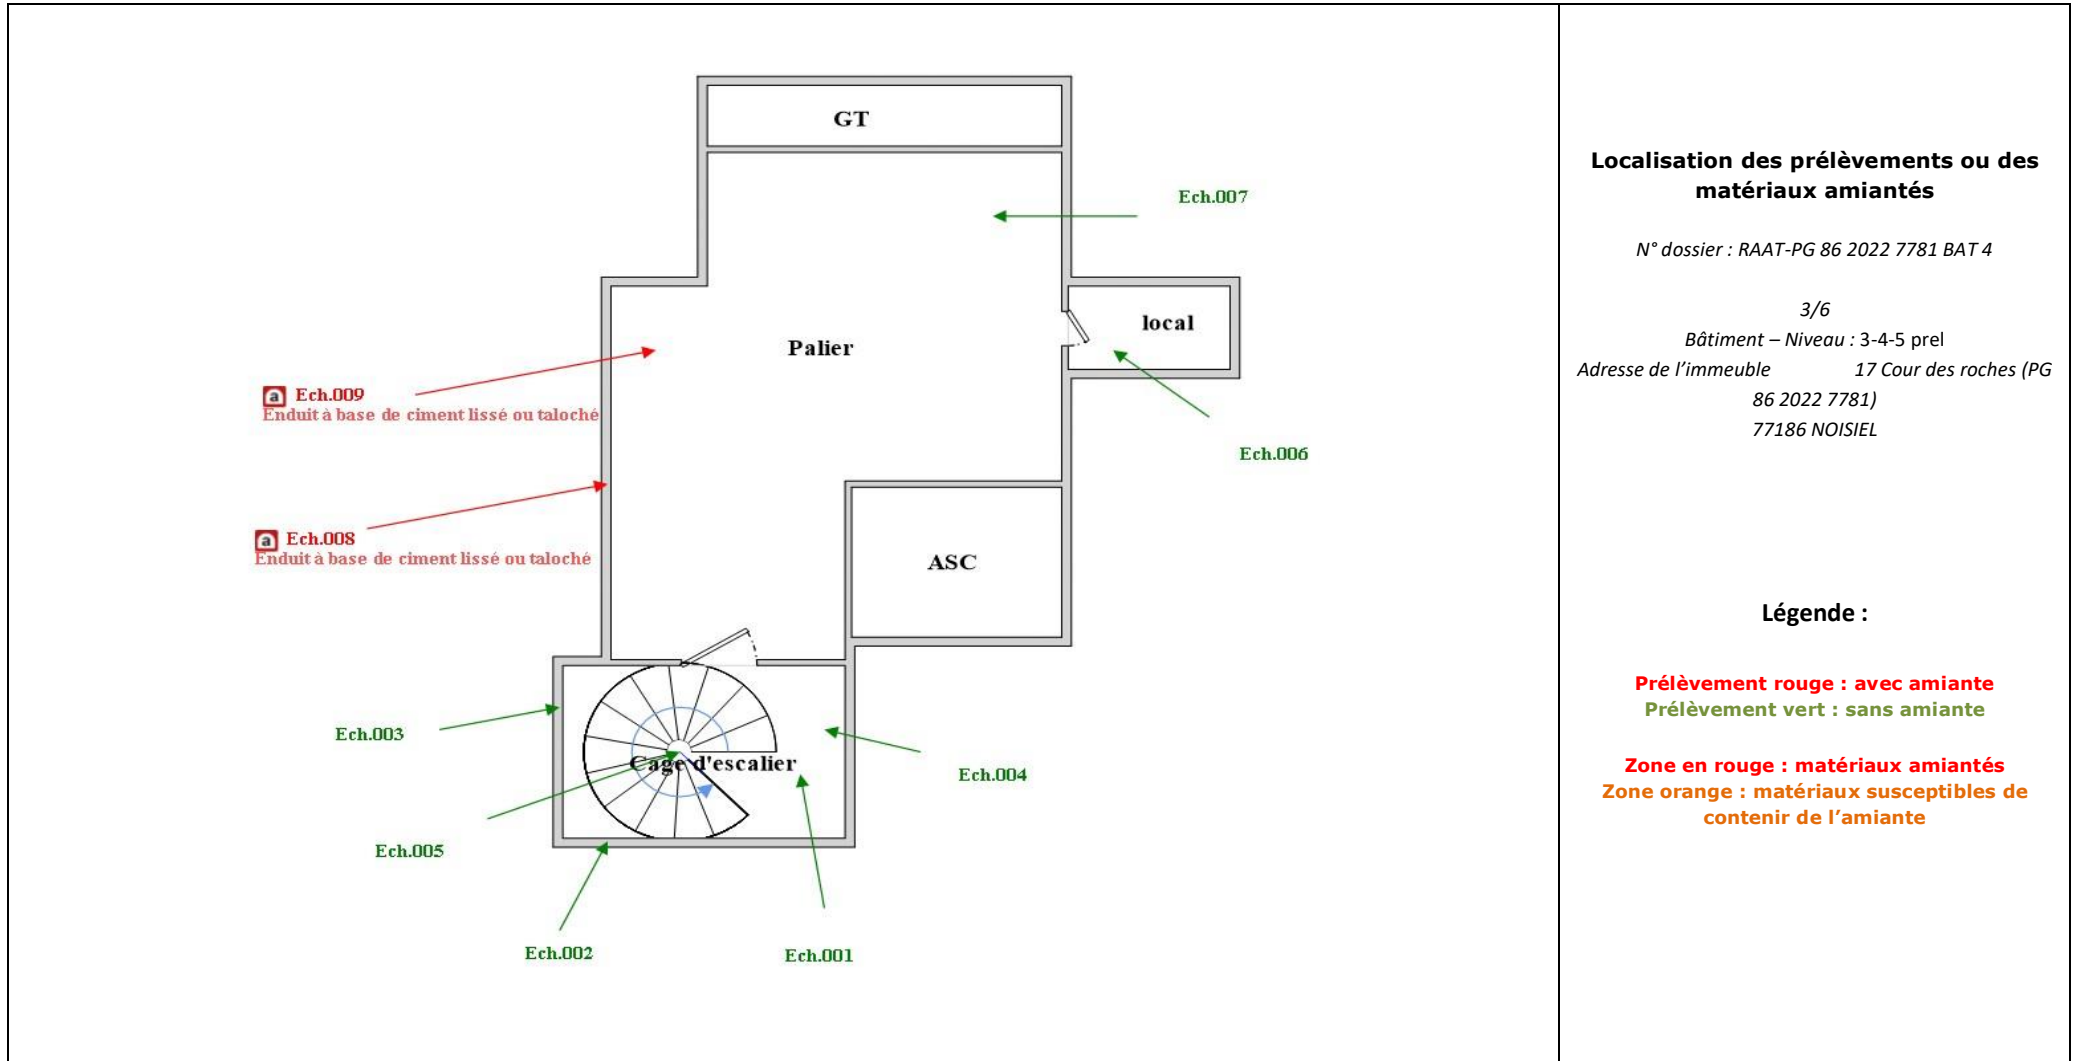 GT
Ech.007
local
Palier
a Ech.009
Enduit à base de ciment lissé ou taloché
Ech.006
a Ech.008
Enduit à base de ciment lissé ou taloché
ASC
Ech.003
Cage d'escalier
Ech.004
Ech.005
Ech.002
Ech.001
Localisation des prélèvements ou des
matériaux amiantés
N° dossier : RAAT-PG 86 2022 7781 BAT 4
3/6
Bâtiment – Niveau : 3-4-5 prel
Adresse de l'immeuble 17 Cour des roches (PG
86 2022 7781)
77186 NOISIEL
Légende :
Prélèvement rouge : avec amiante
Prélèvement vert : sans amiante
Zone en rouge : matériaux amiantés
Zone orange : matériaux susceptibles de
contenir de l'amiante